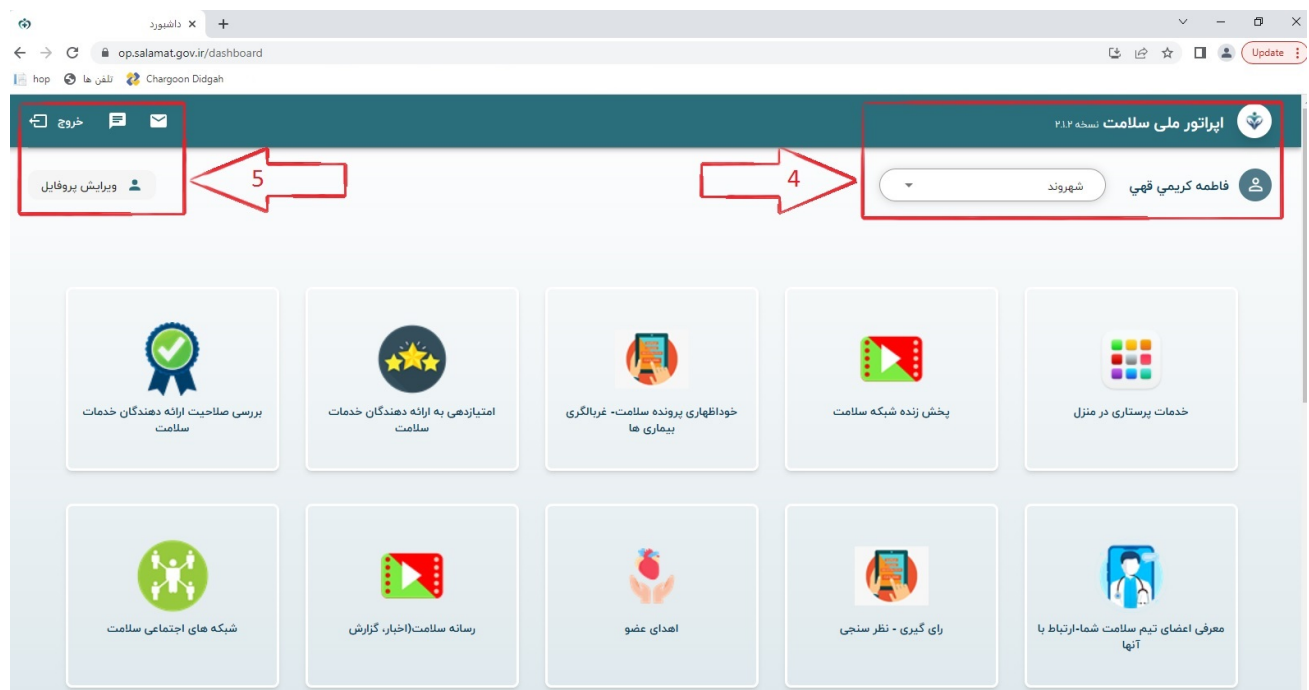 داشبورد
op.salamat.gov.ir/dashboard
Update
hop
تلفن ها
Chargoon Didgah
اپراتور ملی سلامت نسخه ۲.۱.۲
خروج
فاطمه کريمي قهي
شهروند
4
5
ویرایش پروفایل
خدمات پرستاری در منزل
پخش زنده شبکه سلامت
خوداظهاری پرونده سلامت- غربالگری
بیماری ها
امتیازدهی به ارائه دهندگان خدمات
سلامت
بررسی صلاحیت ارائه دهندگان خدمات
سلامت
معرفی اعضای تیم سلامت شما-ارتباط با
آنها
رای گیری - نظر سنجی
اهدای عضو
رسانه سلامت(اخبار، گزارش
شبکه های اجتماعی سلامت